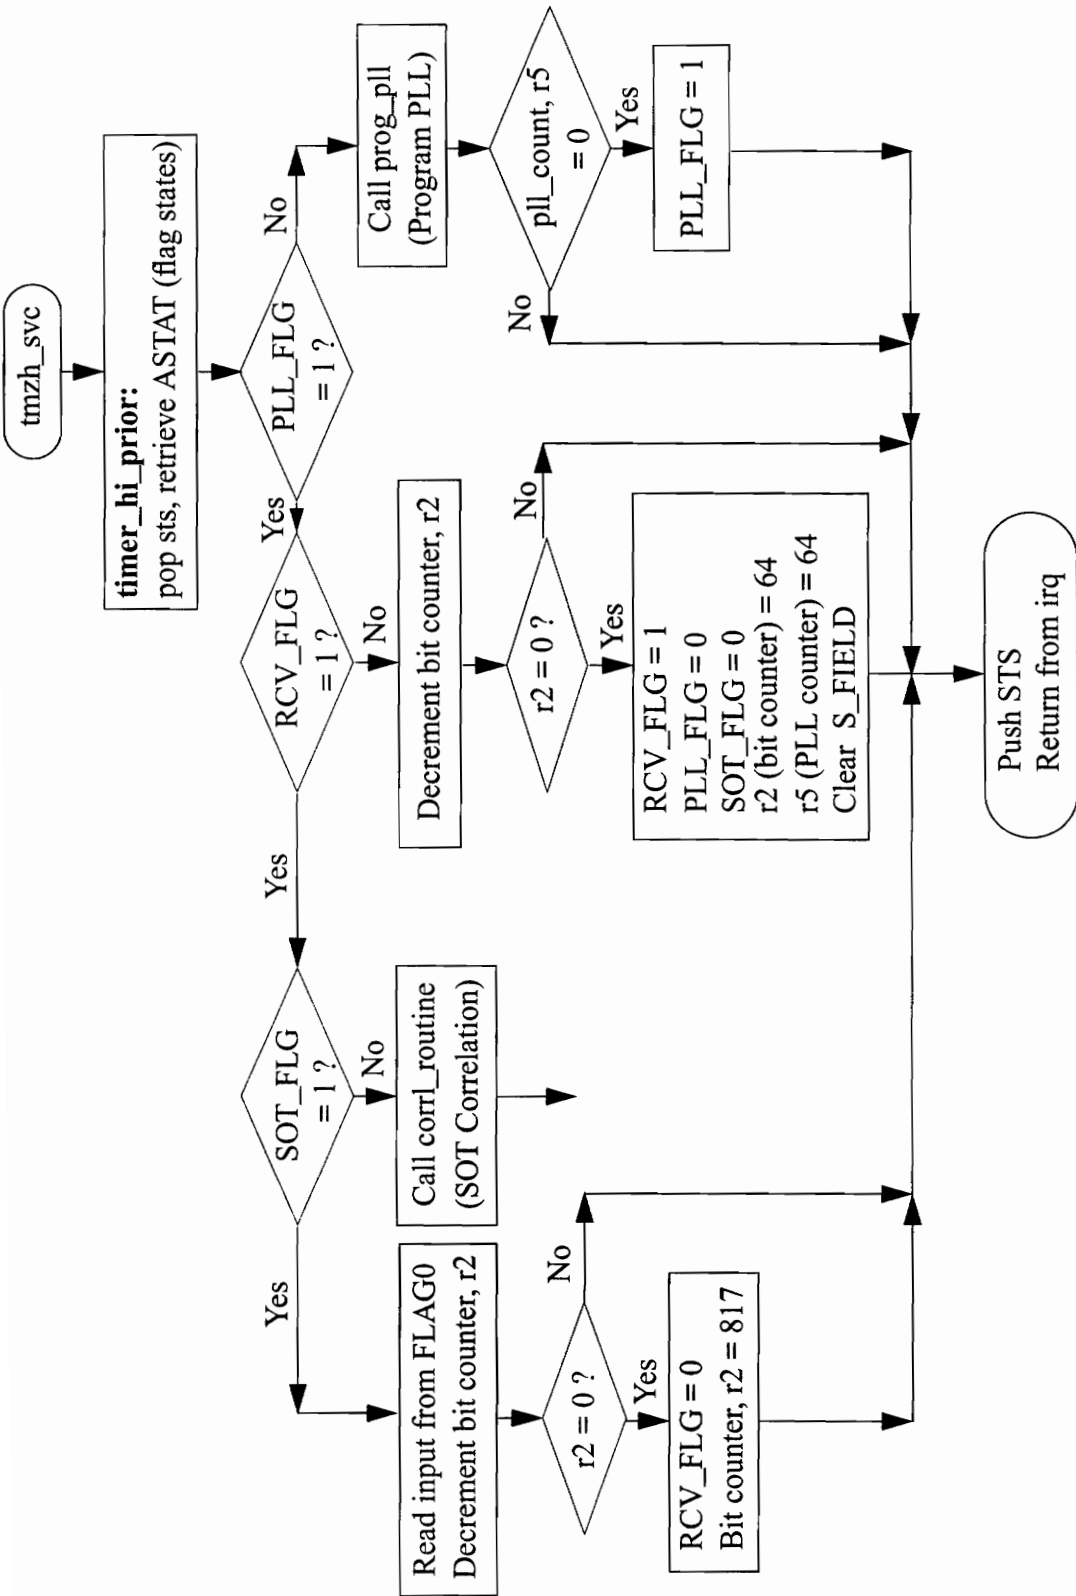 tmzh_svc
timer_hi_prior:
pop sts, retrieve ASTAT (flag states)
PLL_FLG
= 1 ?
No
Yes
Call prog_pll
(Program PLL)
pll_count, r5
= 0
No
Yes
PLL_FLG = 1
RCV_FLG
= 1 ?
No
Yes
Decrement bit counter, r2
r2 = 0 ?
No
Yes
RCV_FLG = 1
PLL_FLG = 0
SOT_FLG = 0
r2 (bit counter) = 64
r5 (PLL counter) = 64
Clear S_FIELD
SOT_FLG
= 1 ?
No
Yes
Call corrl_routine
(SOT Correlation)
Read input from FLAG0
Decrement bit counter, r2
r2 = 0 ?
No
Yes
RCV_FLG = 0
Bit counter, r2 = 817
Push STS
Return from irq